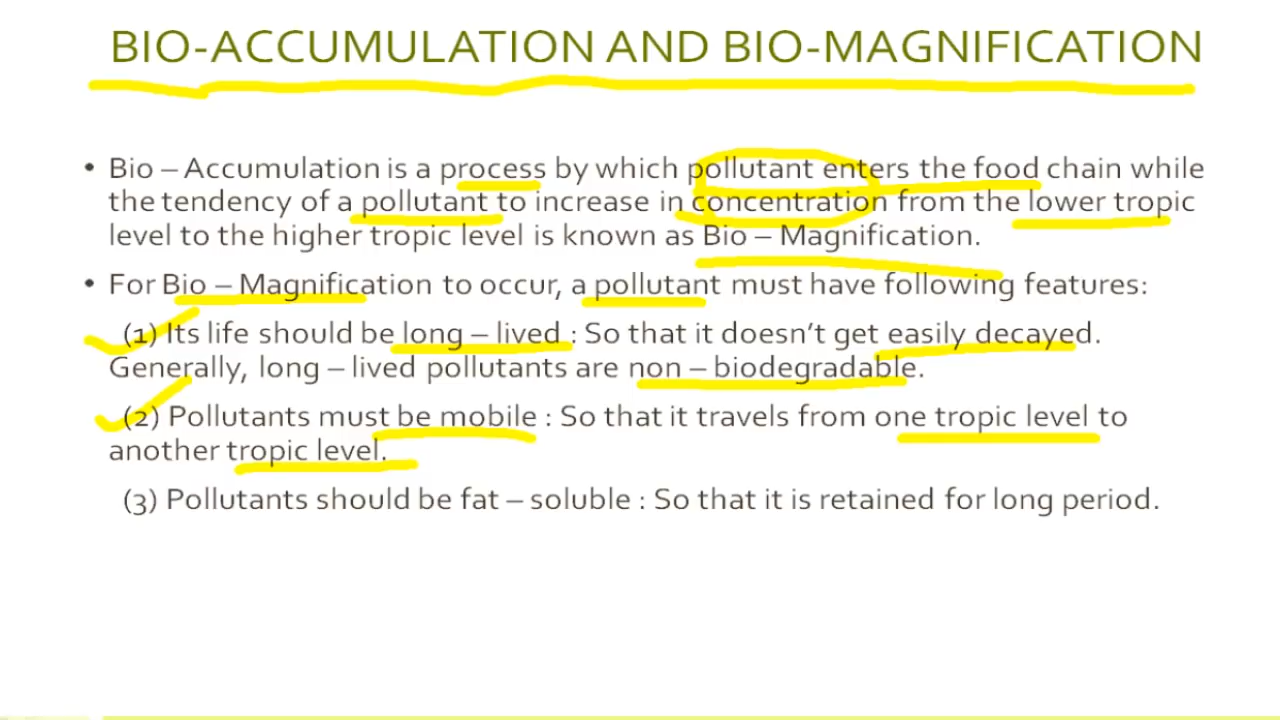 BIO-ACCUMULATION AND BIO-MAGNIFICATION
• Bio – Accumulation is a process by which pollutant enters the food chain while
the tendency of a pollutant to increase in concentration from the lower tropic
level to the higher tropic level is known as Bio – Magnification.
• For Bio – Magnification to occur, a pollutant must have following features:
(1) Its life should be long – lived : So that it doesn’t get easily decayed.
Generally, long – lived pollutants are non – biodegradable.
(2) Pollutants must be mobile : So that it travels from one tropic level to
another tropic level.
(3) Pollutants should be fat – soluble : So that it is retained for long period.